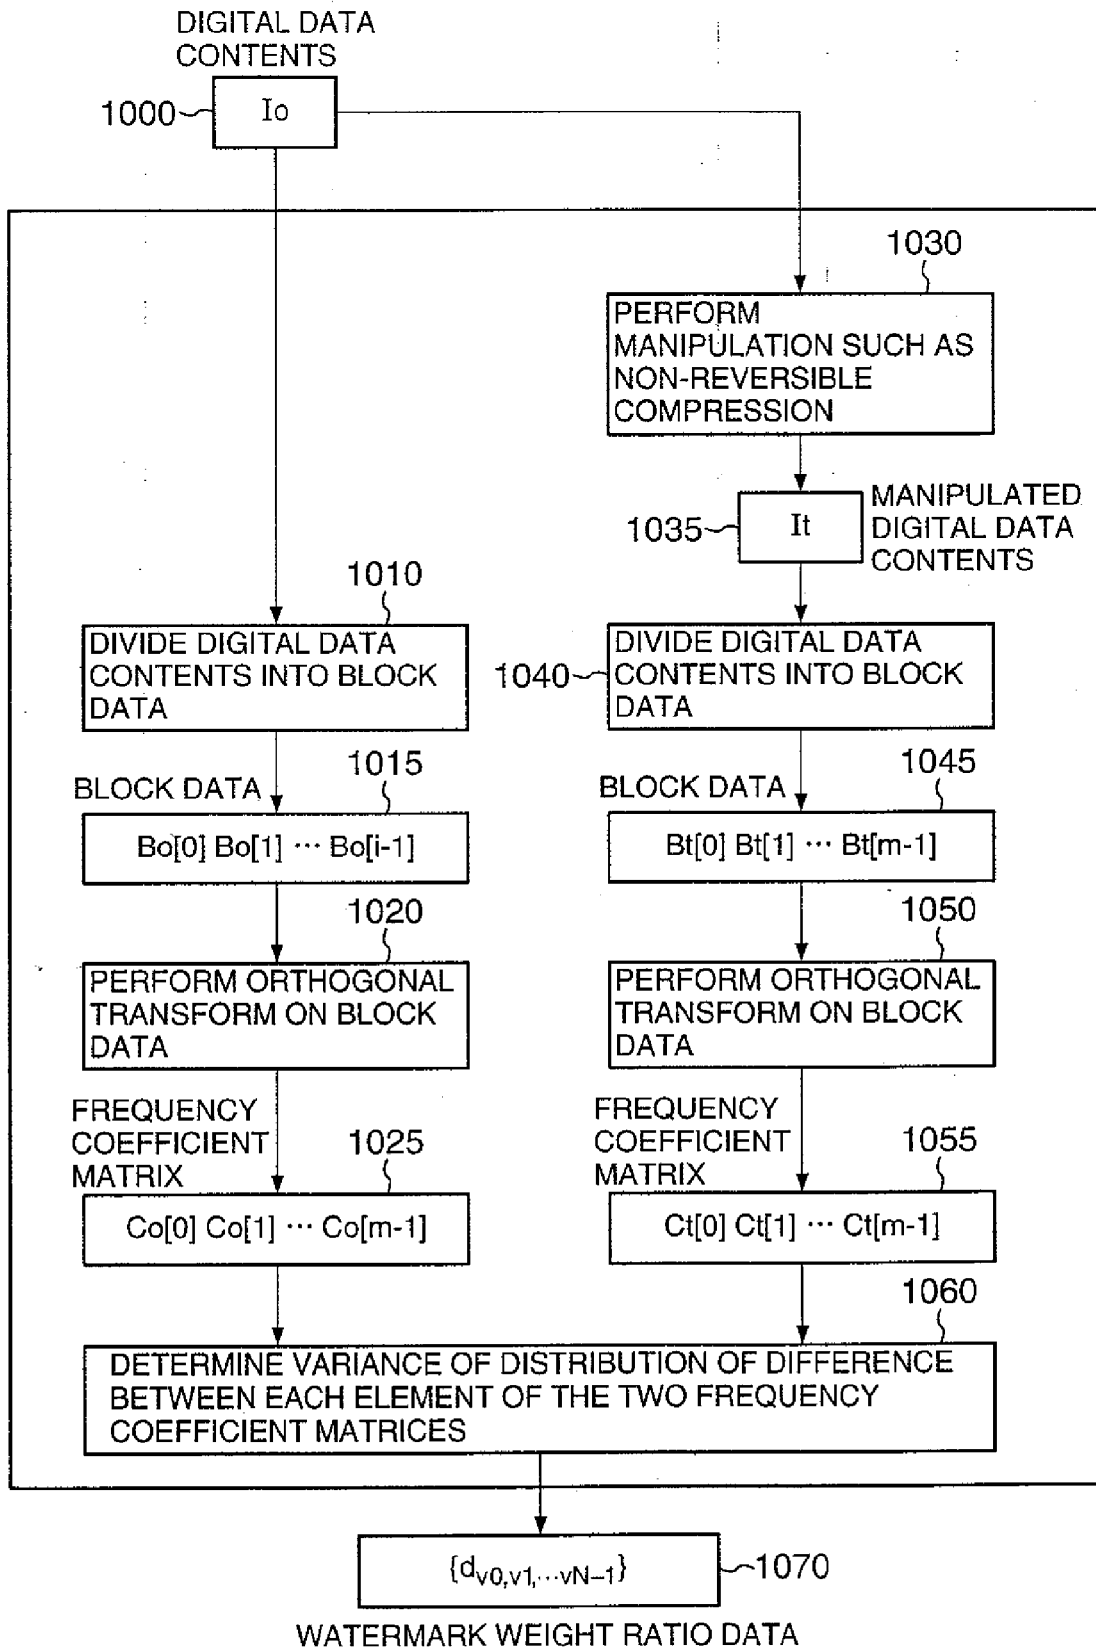 DIGITAL DATA
CONTENTS
1000
Io
1030
PERFORM
MANIPULATION SUCH AS
NON-REVERSIBLE
COMPRESSION
1035
It
MANIPULATED
DIGITAL DATA
CONTENTS
1010
DIVIDE DIGITAL DATA
CONTENTS INTO BLOCK
DATA
1040
DIVIDE DIGITAL DATA
CONTENTS INTO BLOCK
DATA
BLOCK DATA
1015
Bo[0] Bo[1] ··· Bo[i-1]
BLOCK DATA
1045
Bt[0] Bt[1] ··· Bt[m-1]
1020
PERFORM ORTHOGONAL
TRANSFORM ON BLOCK
DATA
1050
PERFORM ORTHOGONAL
TRANSFORM ON BLOCK
DATA
FREQUENCY
COEFFICIENT
MATRIX
1025
Co[0] Co[1] ··· Co[m-1]
FREQUENCY
COEFFICIENT
MATRIX
1055
Ct[0] Ct[1] ··· Ct[m-1]
1060
DETERMINE VARIANCE OF DISTRIBUTION OF DIFFERENCE
BETWEEN EACH ELEMENT OF THE TWO FREQUENCY
COEFFICIENT MATRICES
{dv0,v1,···vN−1}
1070
WATERMARK WEIGHT RATIO DATA